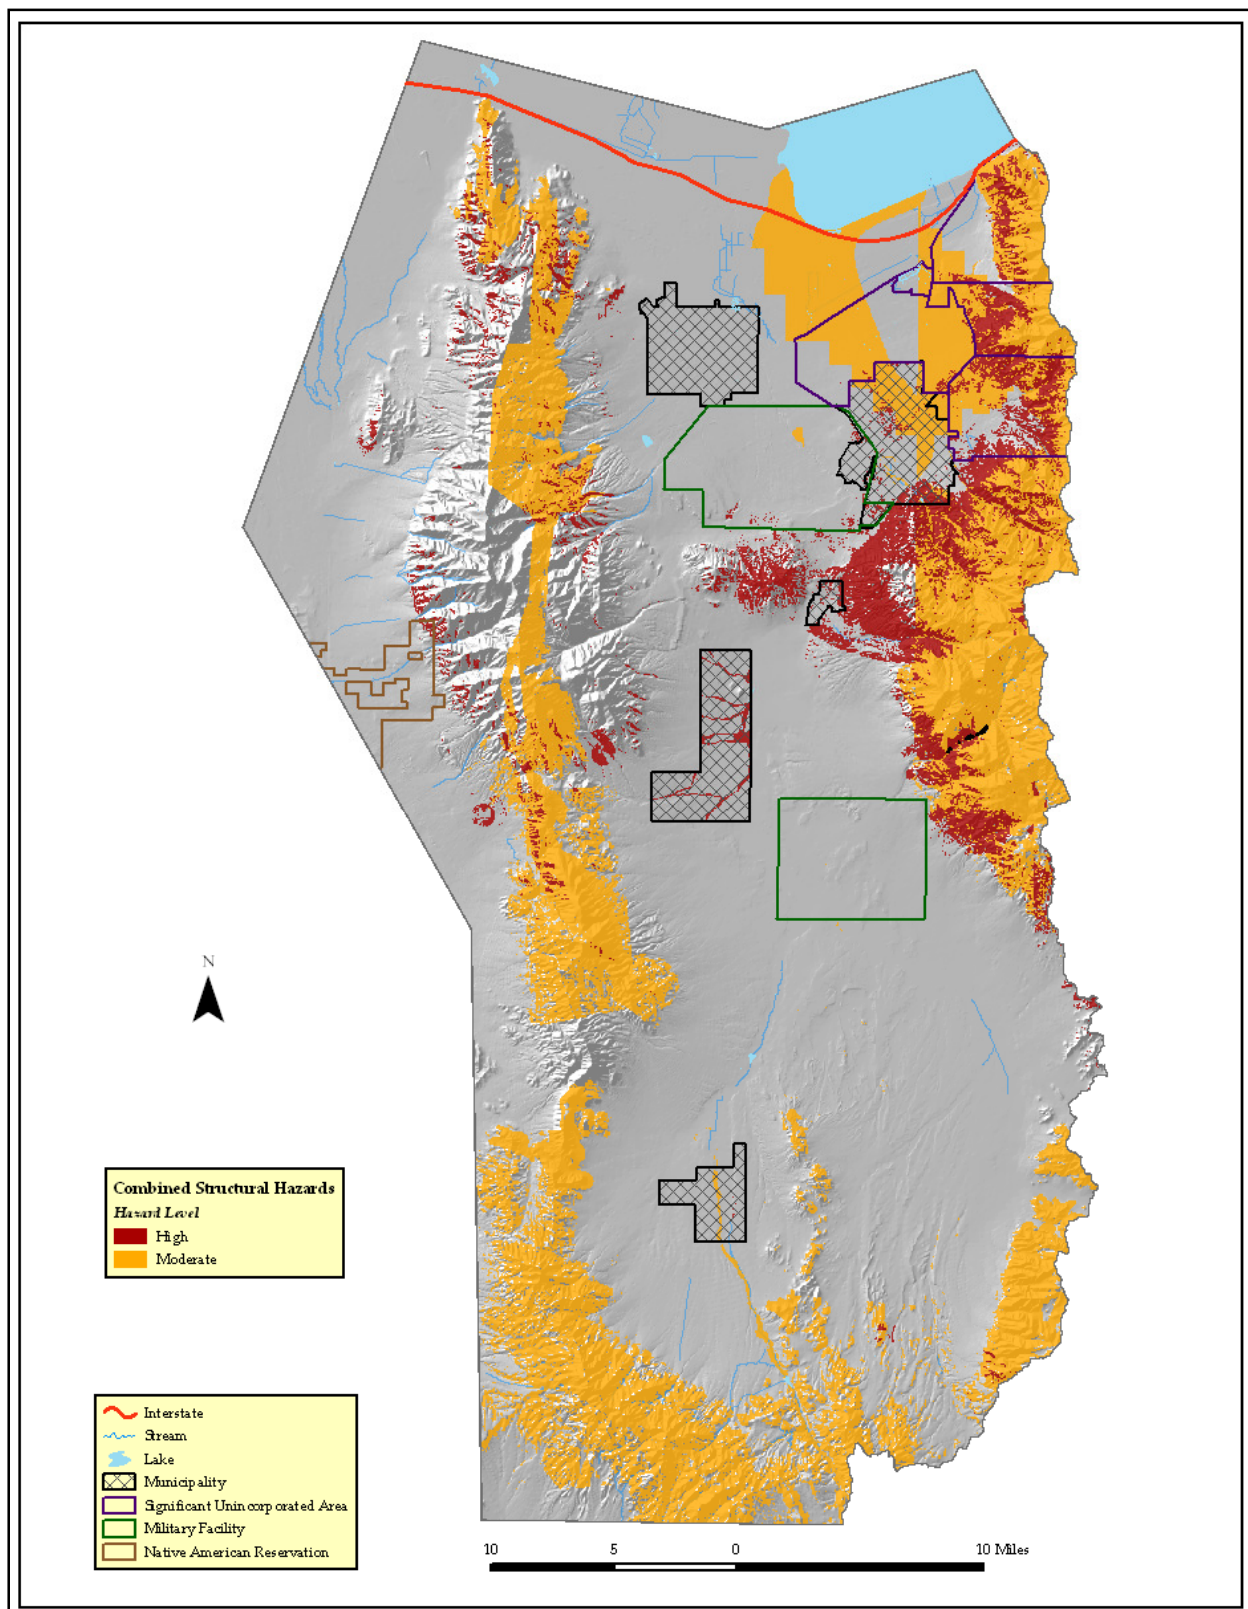 N
Combined Structural Hazards
Hazard Level
High
Moderate
Interstate
Stream
Lake
Municipality
Significant Unincorporated Area
Military Facility
Native American Reservation
10 5 0 10 Miles